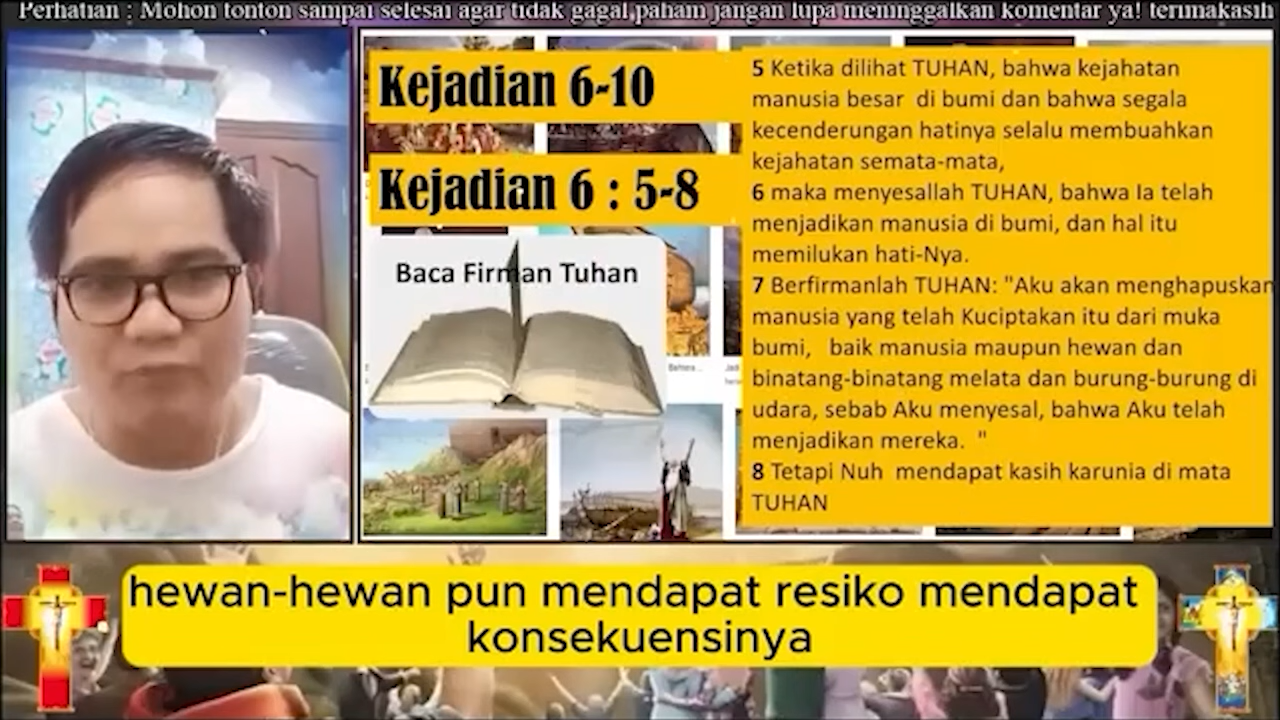 Perhatian : Mohon tonton sampai selesai agar tidak gagal paham jangan lupa meninggalkan komentar ya! terimakasih
Kejadian 6-10
Kejadian 6 : 5-8
Baca Firman Tuhan
5 Ketika dilihat TUHAN, bahwa kejahatan
manusia besar di bumi dan bahwa segala
kecenderungan hatinya selalu membuahkan
kejahatan semata-mata,
6 maka menyesallah TUHAN, bahwa Ia telah
menjadikan manusia di bumi, dan hal itu
memilukan hati-Nya.
7 Berfirmanlah TUHAN: "Aku akan menghapuskan
manusia yang telah Kuciptakan itu dari muka
bumi, baik manusia maupun hewan dan
binatang-binatang melata dan burung-burung di
udara, sebab Aku menyesal, bahwa Aku telah
menjadikan mereka. "
8 Tetapi Nuh mendapat kasih karunia di mata
TUHAN
hewan-hewan pun mendapat resiko mendapat
konsekuensinya